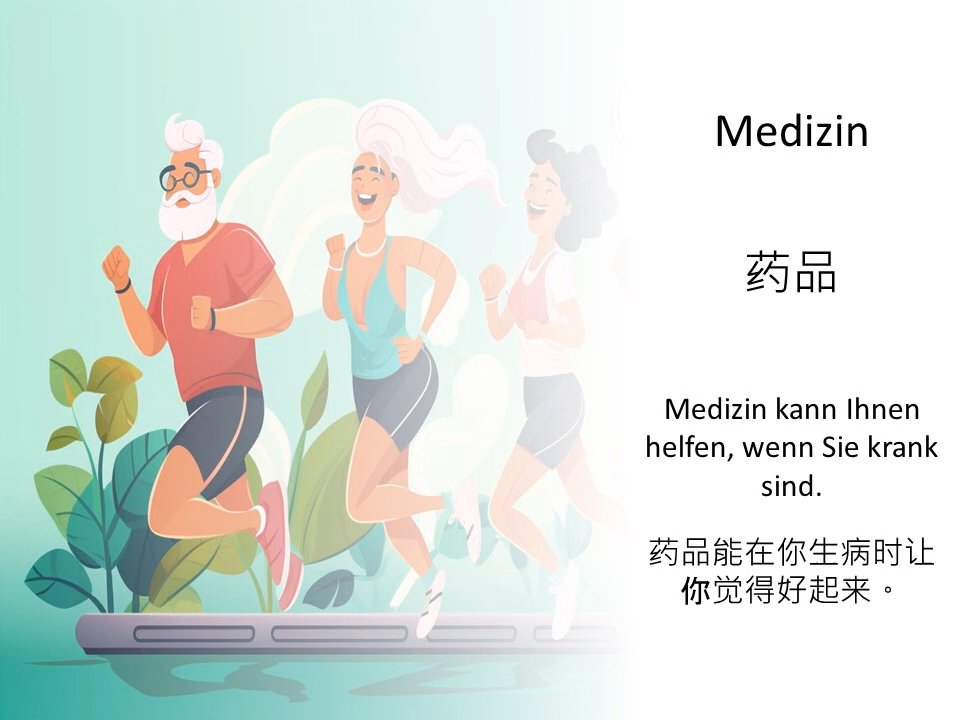 Medizin
药品
Medizin kann Ihnen
helfen, wenn Sie krank
sind.
药品能在你生病时让
你觉得好起来。